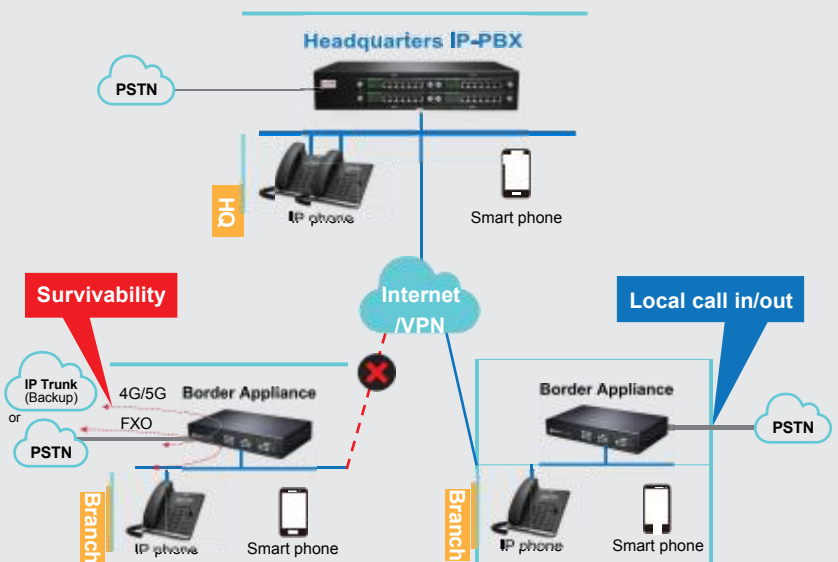 Headquarters IP-PBX
PSTN
HQ
IP phone
Smart phone
Survivability
Internet
/VPN
Local call in/out
IP Trunk
(Backup)
or
PSTN
4G/5G
FXO
Border Appliance
Border Appliance
PSTN
Branch
IP phone
Smart phone
Branch
IP phone
Smart phone